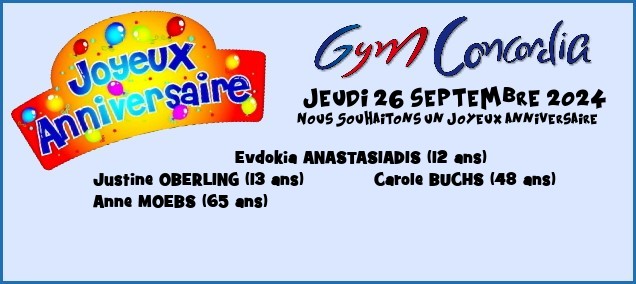 Joyeux
Anniversaire
Gym Concordia
JEUDI 26 SEPTEMBRE 2024
NOUS SOUHAITONS UN JOYEUX ANNIVERSAIRE
Evdokia ANASTASIADIS (12 ans)
Justine OBERLING (13 ans) Carole BUCHS (48 ans)
Anne MOEBS (65 ans)